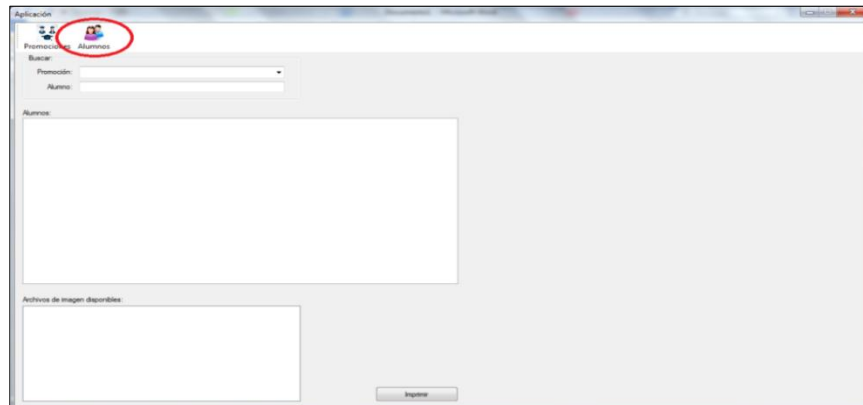 Aplicación
Promociones Alumnos
Buscar:
Promoción:
Alumno:
Alumnos:
Archivos de imagen disponibles:
Imprimir